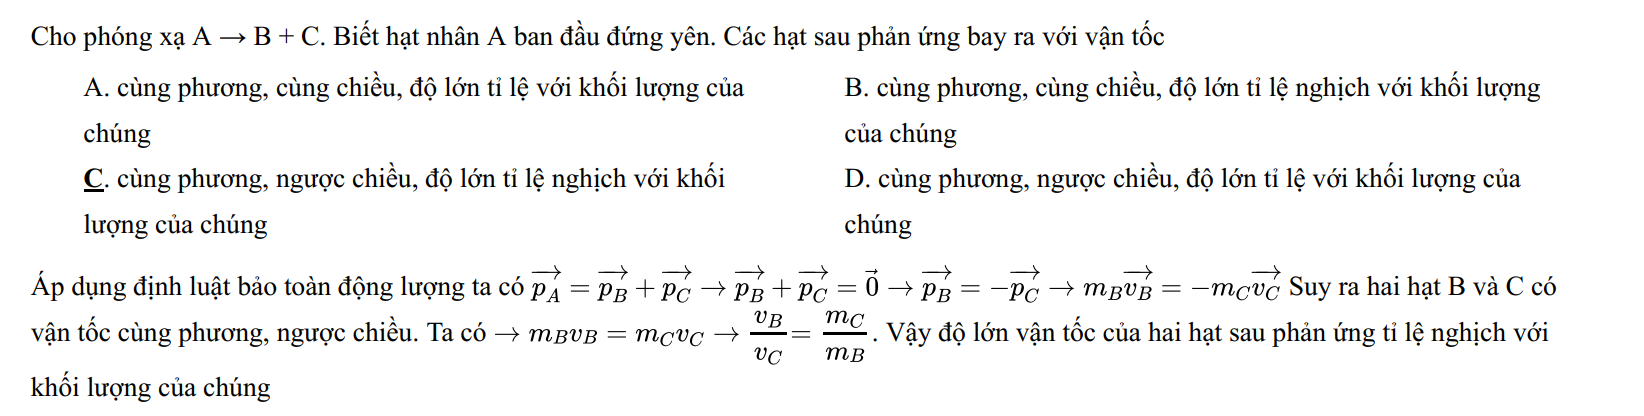 Cho phóng xạ A → B + C. Biết hạt nhân A ban đầu đứng yên. Các hạt sau phản ứng bay ra với vận tốc
A. cùng phương, cùng chiều, độ lớn tỉ lệ với khối lượng của
chúng
B. cùng phương, cùng chiều, độ lớn tỉ lệ nghịch với khối lượng
của chúng
C. cùng phương, ngược chiều, độ lớn tỉ lệ nghịch với khối
lượng của chúng
D. cùng phương, ngược chiều, độ lớn tỉ lệ với khối lượng của
chúng
Áp dụng định luật bảo toàn động lượng ta có $\overrightarrow{p_A} = \overrightarrow{p_B} + \overrightarrow{p_C} \rightarrow \overrightarrow{p_B} + \overrightarrow{p_C} = \vec{0} \rightarrow \overrightarrow{p_B} = -\overrightarrow{p_C} \rightarrow m_B\overrightarrow{v_B} = -m_C\overrightarrow{v_C}$ Suy ra hai hạt B và C có
vận tốc cùng phương, ngược chiều. Ta có $\rightarrow m_Bv_B = m_Cv_C \rightarrow \frac{v_B}{v_C} = \frac{m_C}{m_B}$. Vậy độ lớn vận tốc của hai hạt sau phản ứng tỉ lệ nghịch với
khối lượng của chúng